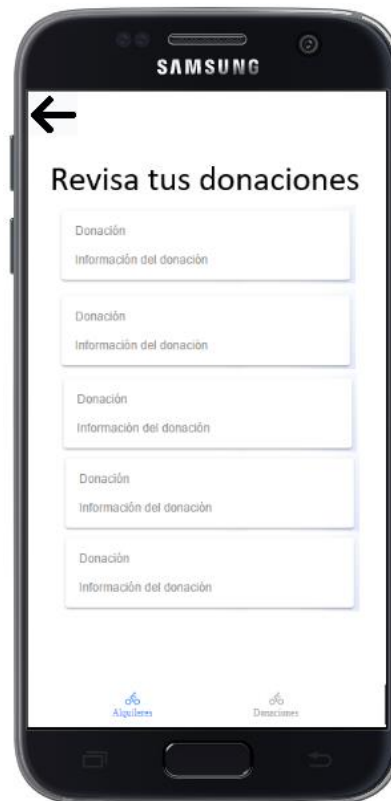 SAMSUNG
Revisa tus donaciones
Donación
Información del donación
Donación
Información del donación
Donación
Información del donación
Donación
Información del donación
Donación
Información del donación
Alquileres Donaciones